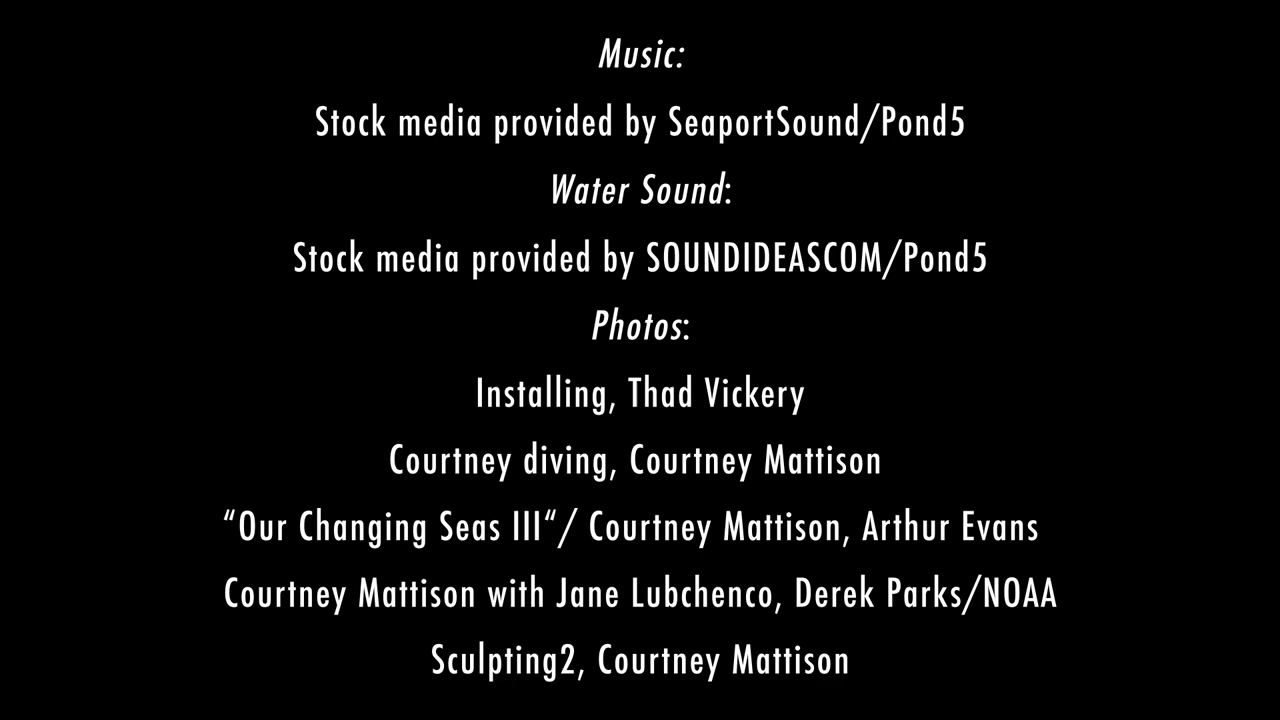 Music:
Stock media provided by SeaportSound/Pond5
Water Sound:
Stock media provided by SOUNDIDEASCOM/Pond5
Photos:
Installing, Thad Vickery
Courtney diving, Courtney Mattison
“Our Changing Seas III“/ Courtney Mattison, Arthur Evans
Courtney Mattison with Jane Lubchenco, Derek Parks/NOAA
Sculpting2, Courtney Mattison